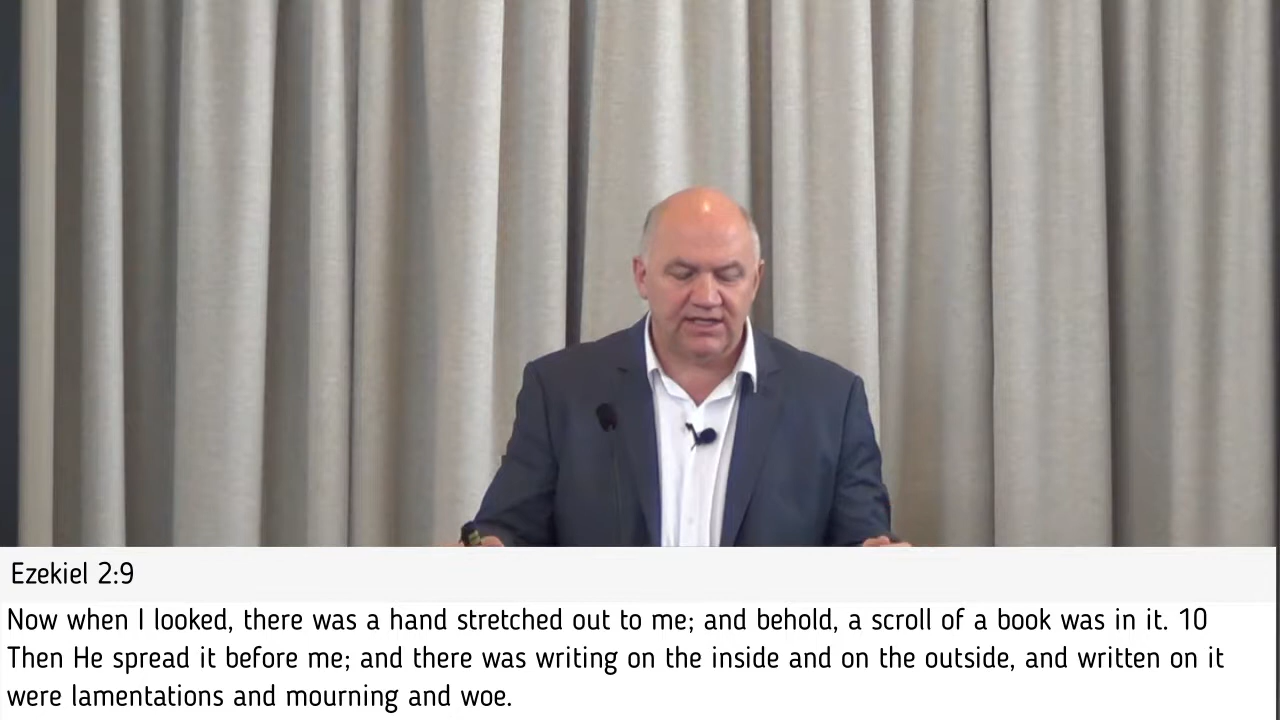 Ezekiel 2:9
Now when I looked, there was a hand stretched out to me; and behold, a scroll of a book was in it. 10
Then He spread it before me; and there was writing on the inside and on the outside, and written on it
were lamentations and mourning and woe.